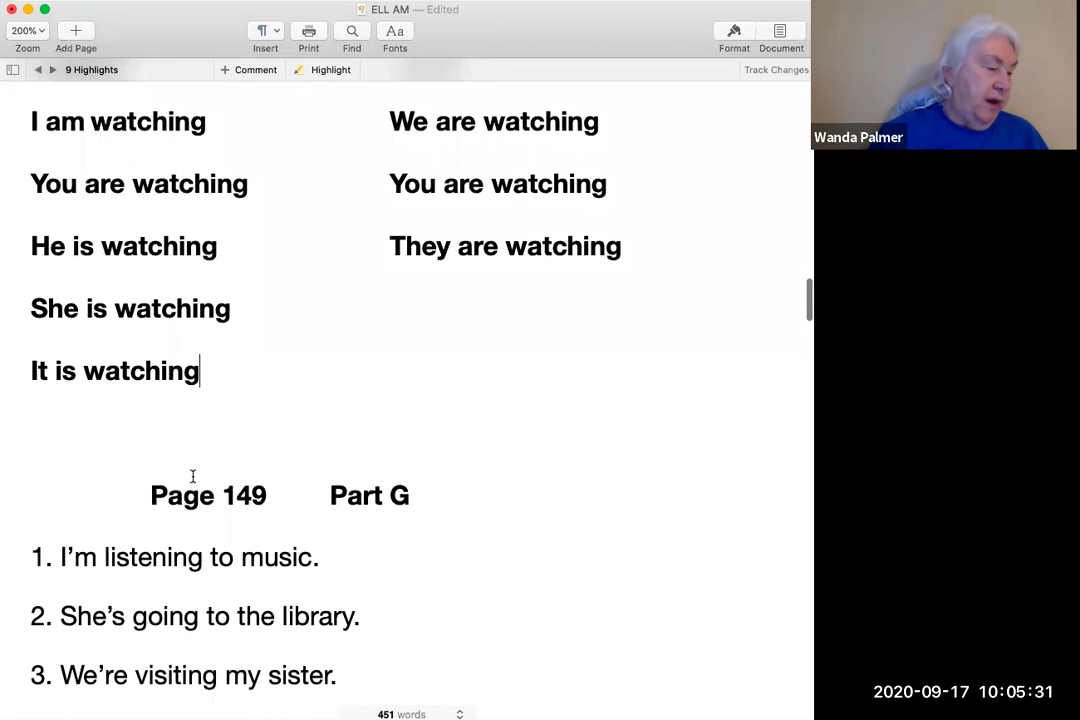 ELL AM — Edited
200%
Zoom
Add Page
Insert
Print
Find
Aa
Fonts
Format
Document
9 Highlights
+ Comment
Highlight
Track Changes
Wanda Palmer
I am watching
We are watching
You are watching
You are watching
He is watching
They are watching
She is watching
It is watching
Page 149 Part G
1. I’m listening to music.
2. She’s going to the library.
3. We’re visiting my sister.
451 words
2020-09-17 10:05:31